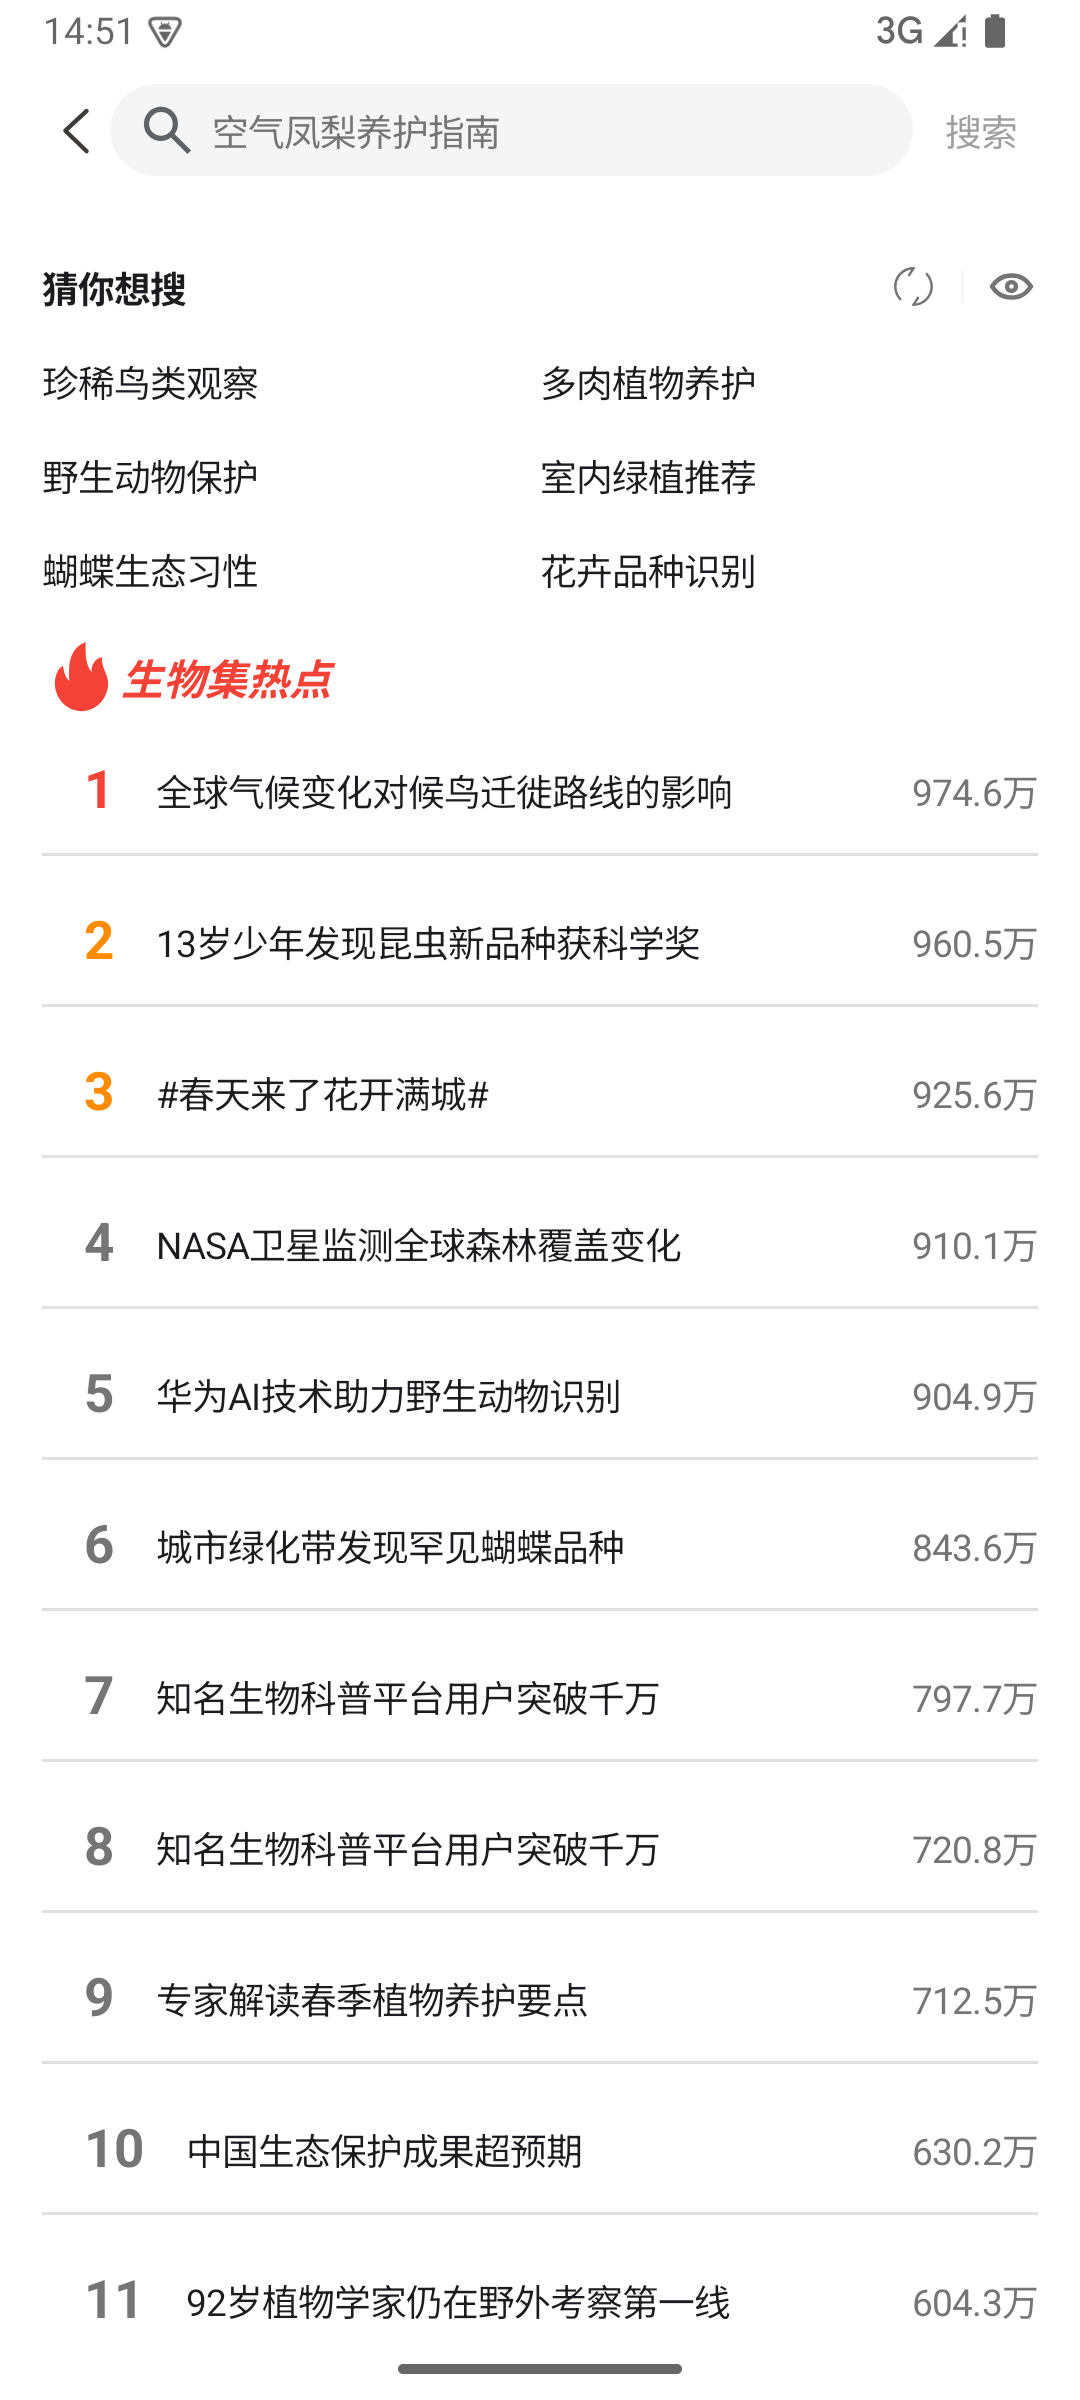 14:51 3G
空气凤梨养护指南 搜索
猜你想搜
珍稀鸟类观察 多肉植物养护
野生动物保护 室内绿植推荐
蝴蝶生态习性 花卉品种识别
生物集热点
1 全球气候变化对候鸟迁徙路线的影响 974.6万
2 13岁少年发现昆虫新品种获科学奖 960.5万
3 #春天来了花开满城# 925.6万
4 NASA卫星监测全球森林覆盖变化 910.1万
5 华为AI技术助力野生动物识别 904.9万
6 城市绿化带发现罕见蝴蝶品种 843.6万
7 知名生物科普平台用户突破千万 797.7万
8 知名生物科普平台用户突破千万 720.8万
9 专家解读春季植物养护要点 712.5万
10 中国生态保护成果超预期 630.2万
11 92岁植物学家仍在野外考察第一线 604.3万